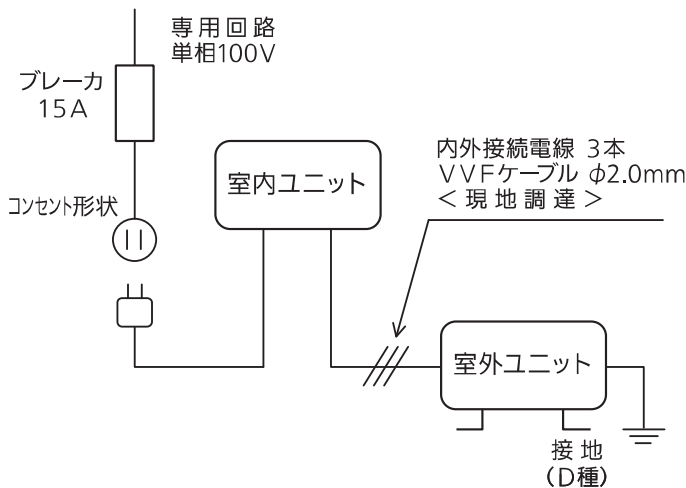 専用回路
単相100V
ブレーカ
15A
コンセント形状
室内ユニット
内外接続電線 3本
VVFケーブル φ2.0mm
<現地調達>
室外ユニット
接地
(D種)